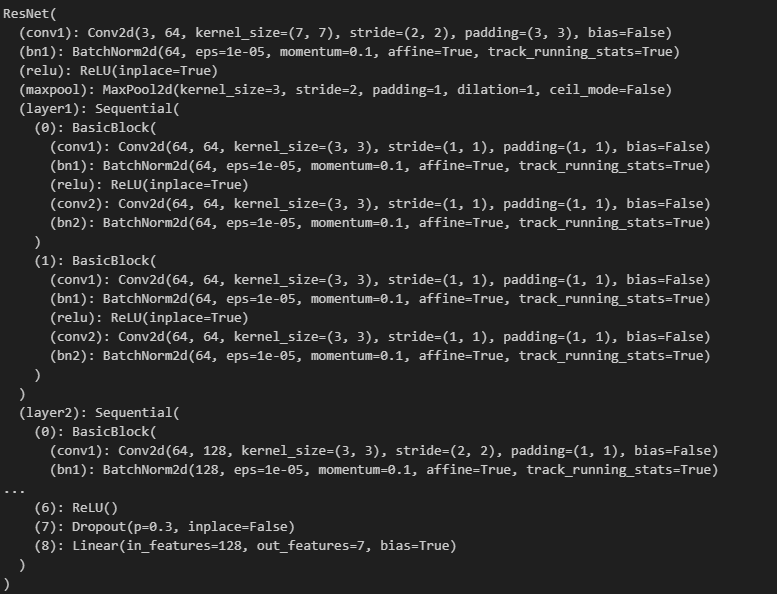 ResNet(
  (conv1): Conv2d(3, 64, kernel_size=(7, 7), stride=(2, 2), padding=(3, 3), bias=False)
  (bn1): BatchNorm2d(64, eps=1e-05, momentum=0.1, affine=True, track_running_stats=True)
  (relu): ReLU(inplace=True)
  (maxpool): MaxPool2d(kernel_size=3, stride=2, padding=1, dilation=1, ceil_mode=False)
  (layer1): Sequential(
    (0): BasicBlock(
      (conv1): Conv2d(64, 64, kernel_size=(3, 3), stride=(1, 1), padding=(1, 1), bias=False)
      (bn1): BatchNorm2d(64, eps=1e-05, momentum=0.1, affine=True, track_running_stats=True)
      (relu): ReLU(inplace=True)
      (conv2): Conv2d(64, 64, kernel_size=(3, 3), stride=(1, 1), padding=(1, 1), bias=False)
      (bn2): BatchNorm2d(64, eps=1e-05, momentum=0.1, affine=True, track_running_stats=True)
    )
    (1): BasicBlock(
      (conv1): Conv2d(64, 64, kernel_size=(3, 3), stride=(1, 1), padding=(1, 1), bias=False)
      (bn1): BatchNorm2d(64, eps=1e-05, momentum=0.1, affine=True, track_running_stats=True)
      (relu): ReLU(inplace=True)
      (conv2): Conv2d(64, 64, kernel_size=(3, 3), stride=(1, 1), padding=(1, 1), bias=False)
      (bn2): BatchNorm2d(64, eps=1e-05, momentum=0.1, affine=True, track_running_stats=True)
    )
  )
  (layer2): Sequential(
    (0): BasicBlock(
      (conv1): Conv2d(64, 128, kernel_size=(3, 3), stride=(2, 2), padding=(1, 1), bias=False)
      (bn1): BatchNorm2d(128, eps=1e-05, momentum=0.1, affine=True, track_running_stats=True)
...
    (6): ReLU()
    (7): Dropout(p=0.3, inplace=False)
    (8): Linear(in_features=128, out_features=7, bias=True)
  )
)